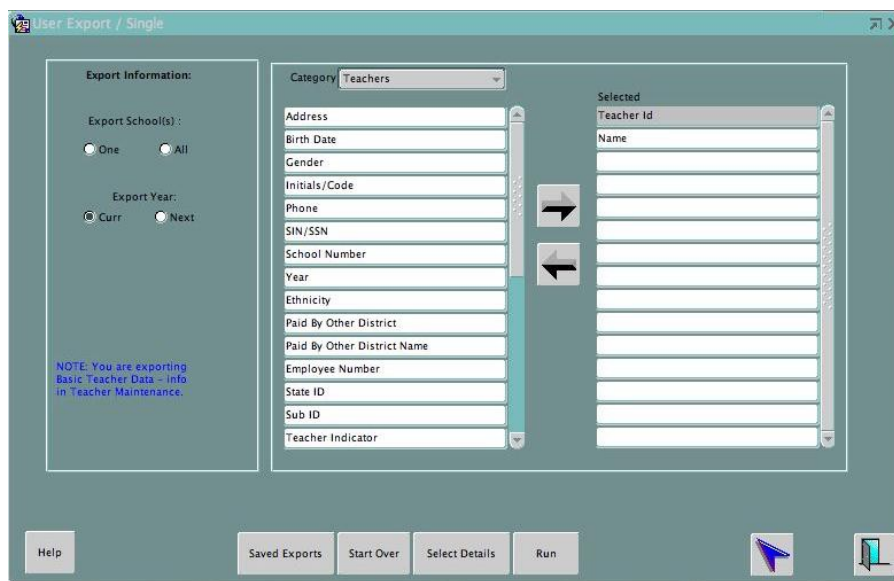 User Export / Single
Export Information:
Export School(s) :
One All
Export Year:
Curr Next
NOTE: You are exporting
Basic Teacher Data - info
in Teacher Maintenance.
Category Teachers
Address
Birth Date
Gender
Initials/Code
Phone
SIN/SSN
School Number
Year
Ethnicity
Paid By Other District
Paid By Other District Name
Employee Number
State ID
Sub ID
Teacher Indicator
Selected
Teacher Id
Name
Help
Saved Exports
Start Over
Select Details
Run